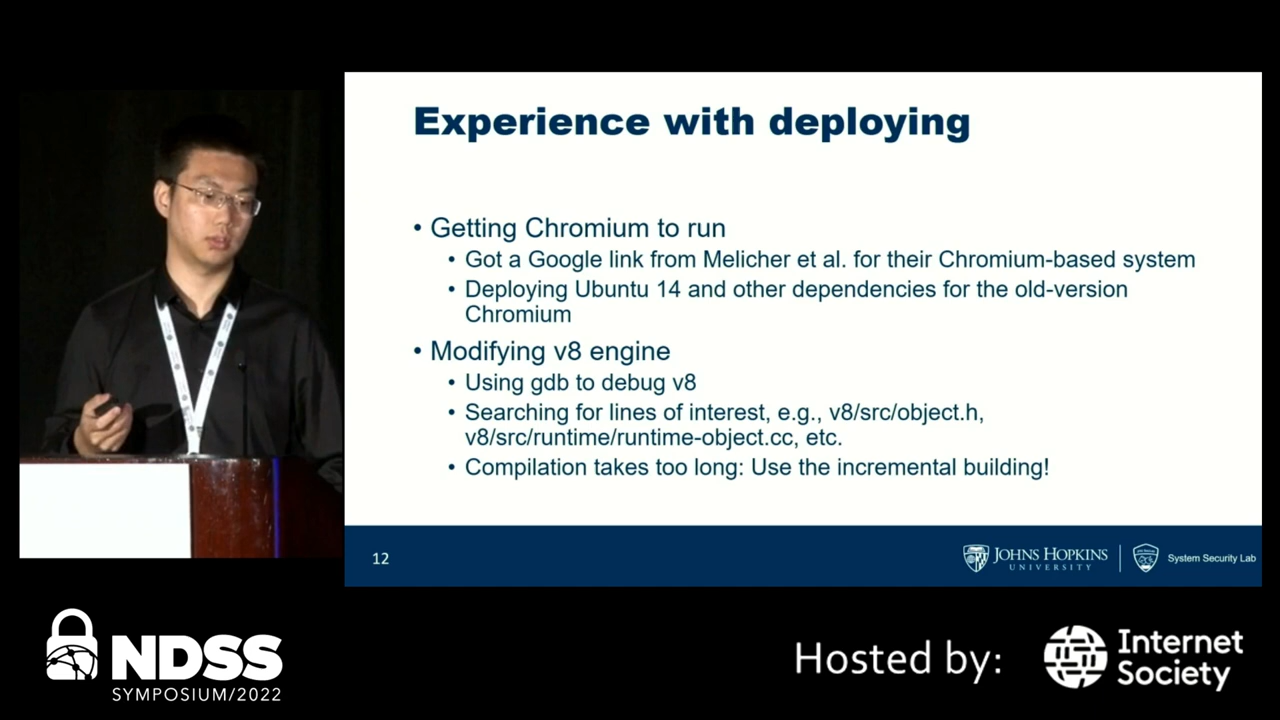 Experience with deploying
• Getting Chromium to run
• Got a Google link from Melicher et al. for their Chromium-based system
• Deploying Ubuntu 14 and other dependencies for the old-version
Chromium
• Modifying v8 engine
• Using gdb to debug v8
• Searching for lines of interest, e.g., v8/src/object.h,
v8/src/runtime/runtime-object.cc, etc.
• Compilation takes too long: Use the incremental building!
12
JOHNS HOPKINS
UNIVERSITY
System Security Lab
NDSS
SYMPOSIUM/2022
Hosted by:
Internet
Society